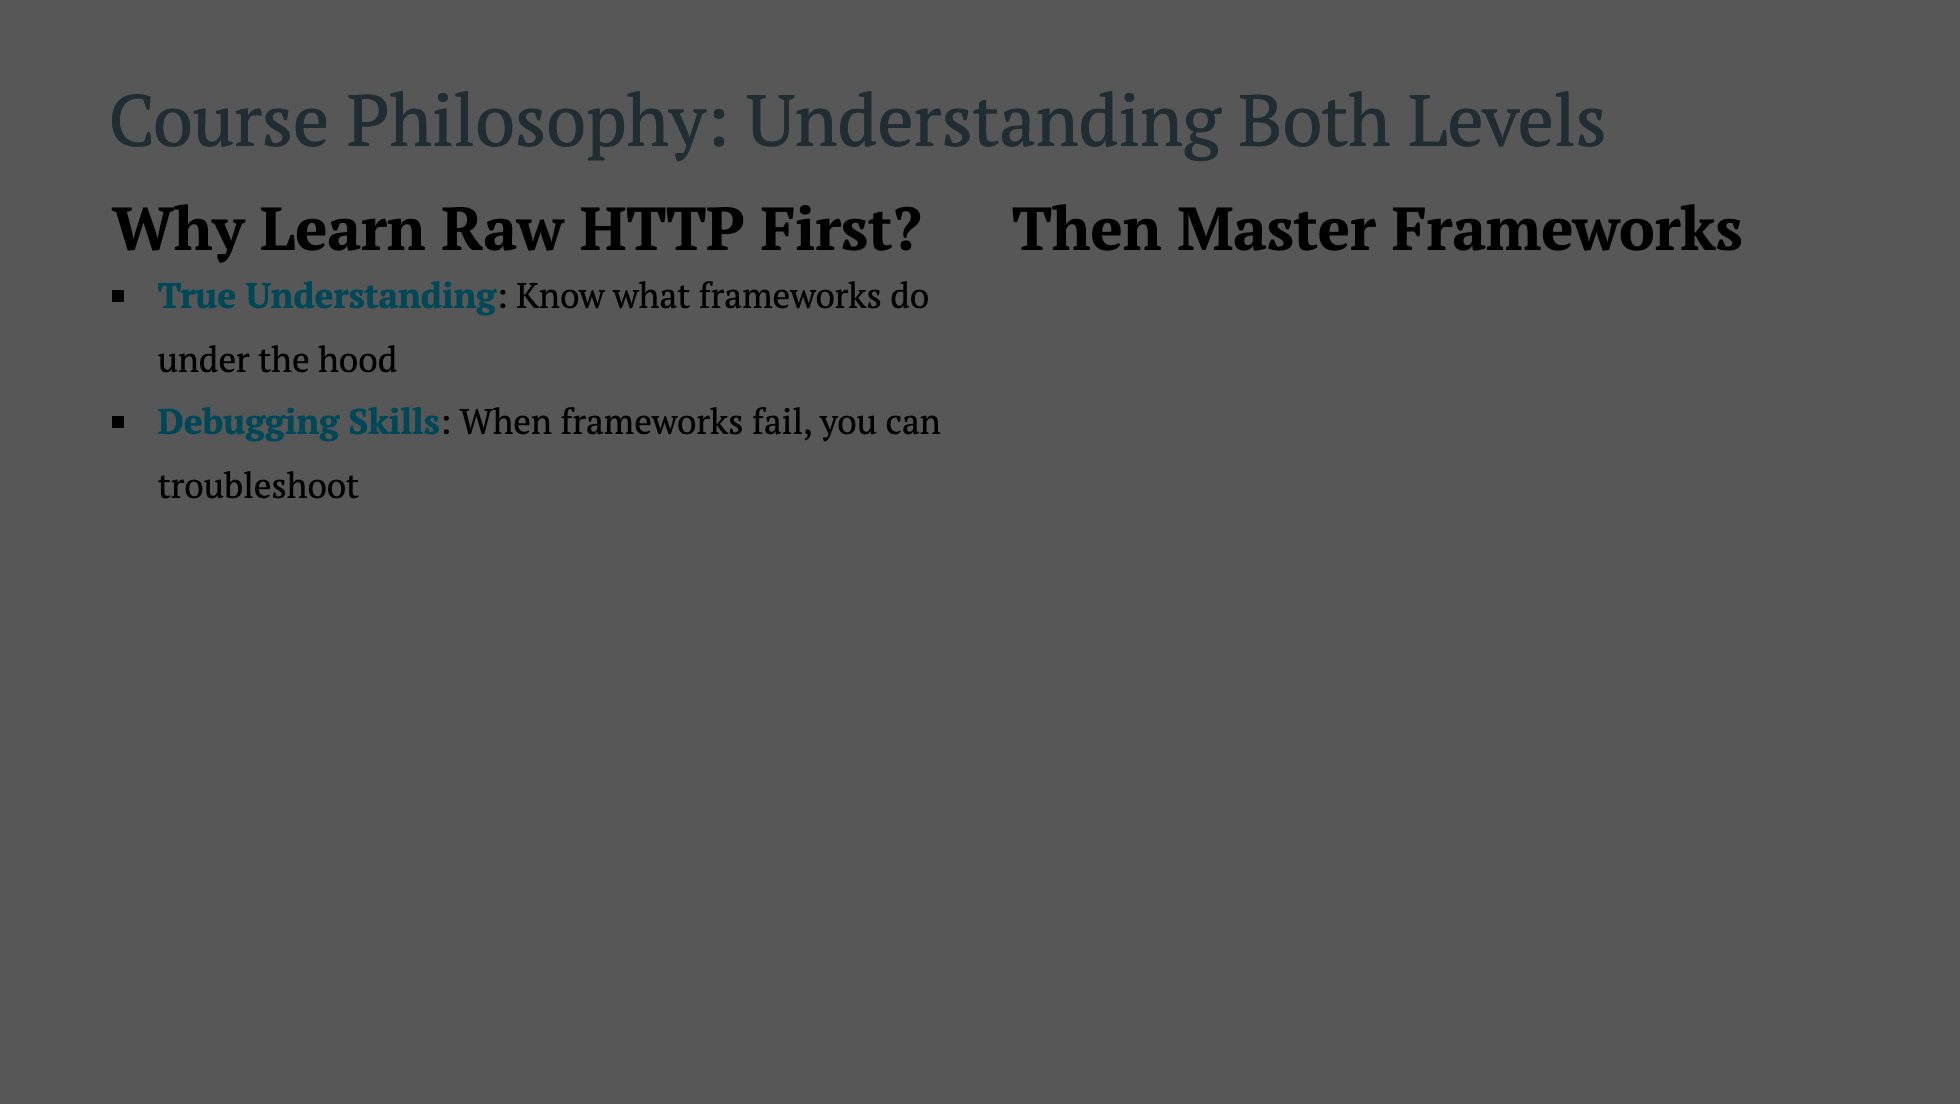 Course Philosophy: Understanding Both Levels
Why Learn Raw HTTP First?
True Understanding: Know what frameworks do
under the hood
Debugging Skills: When frameworks fail, you can
troubleshoot
Then Master Frameworks